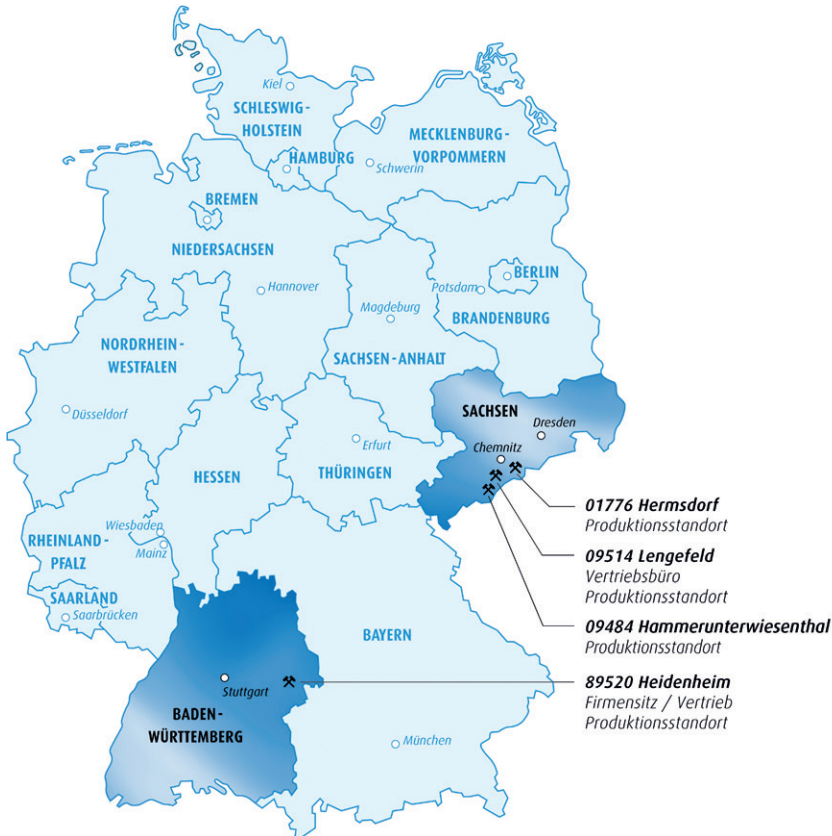 Kiel
SCHLESWIG-
HOLSTEIN
MECKLENBURG-
VORPOMMERN
HAMBURG
Schwerin
BREMEN
NIEDERSACHSEN
BERLIN
Hannover
Potsdam
Magdeburg
BRANDENBURG
NORDRHEIN-
WESTFALEN
SACHSEN-ANHALT
Düsseldorf
SACHSEN
Dresden
Chemnitz
Erfurt
HESSEN
THÜRINGEN
01776 Hermsdorf
Produktionsstandort
Wiesbaden
RHEINLAND-
PFALZ
Mainz
09514 Lengefeld
Vertriebsbüro
Produktionsstandort
SAARLAND
Saarbrücken
BAYERN
09484 Hammerunterwiesenthal
Produktionsstandort
Stuttgart
89520 Heidenheim
Firmensitz / Vertrieb
Produktionsstandort
BADEN-
WÜRTTEMBERG
München